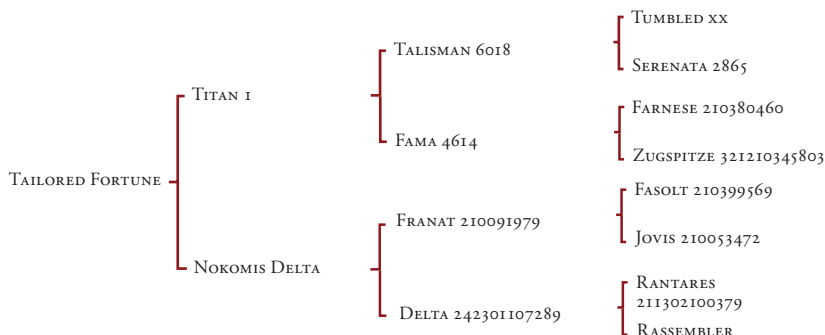 Tumbled xx
Talisman 6018
Serenata 2865
Titan 1
Farnese 210380460
Fama 4614
Zugspitze 321210345803
Tailored Fortune
Fasolt 210399569
Franat 210091979
Jovis 210053472
Nokomis Delta
Rantares
211302100379
Delta 242301107289
Rassembler